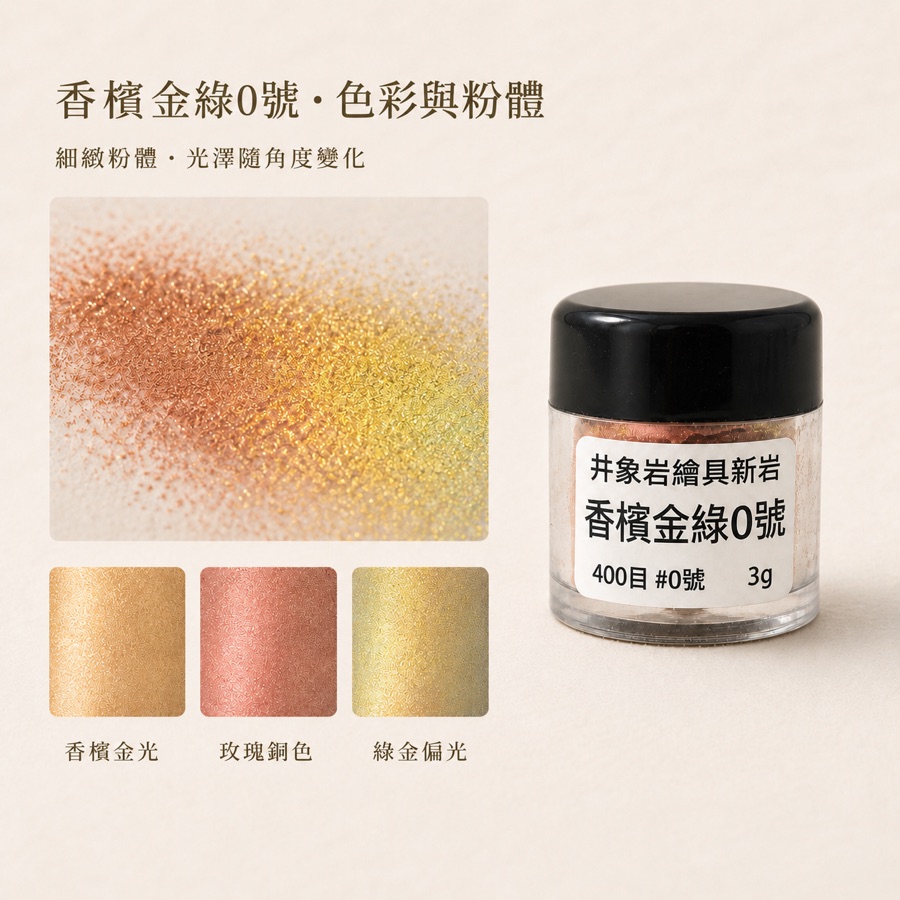 香檳金綠0號・色彩與粉體
細緻粉體・光澤隨角度變化
井象岩繪具新岩
香檳金綠0號
400目 #0號 3g
香檳金光
玫瑰銅色
綠金偏光